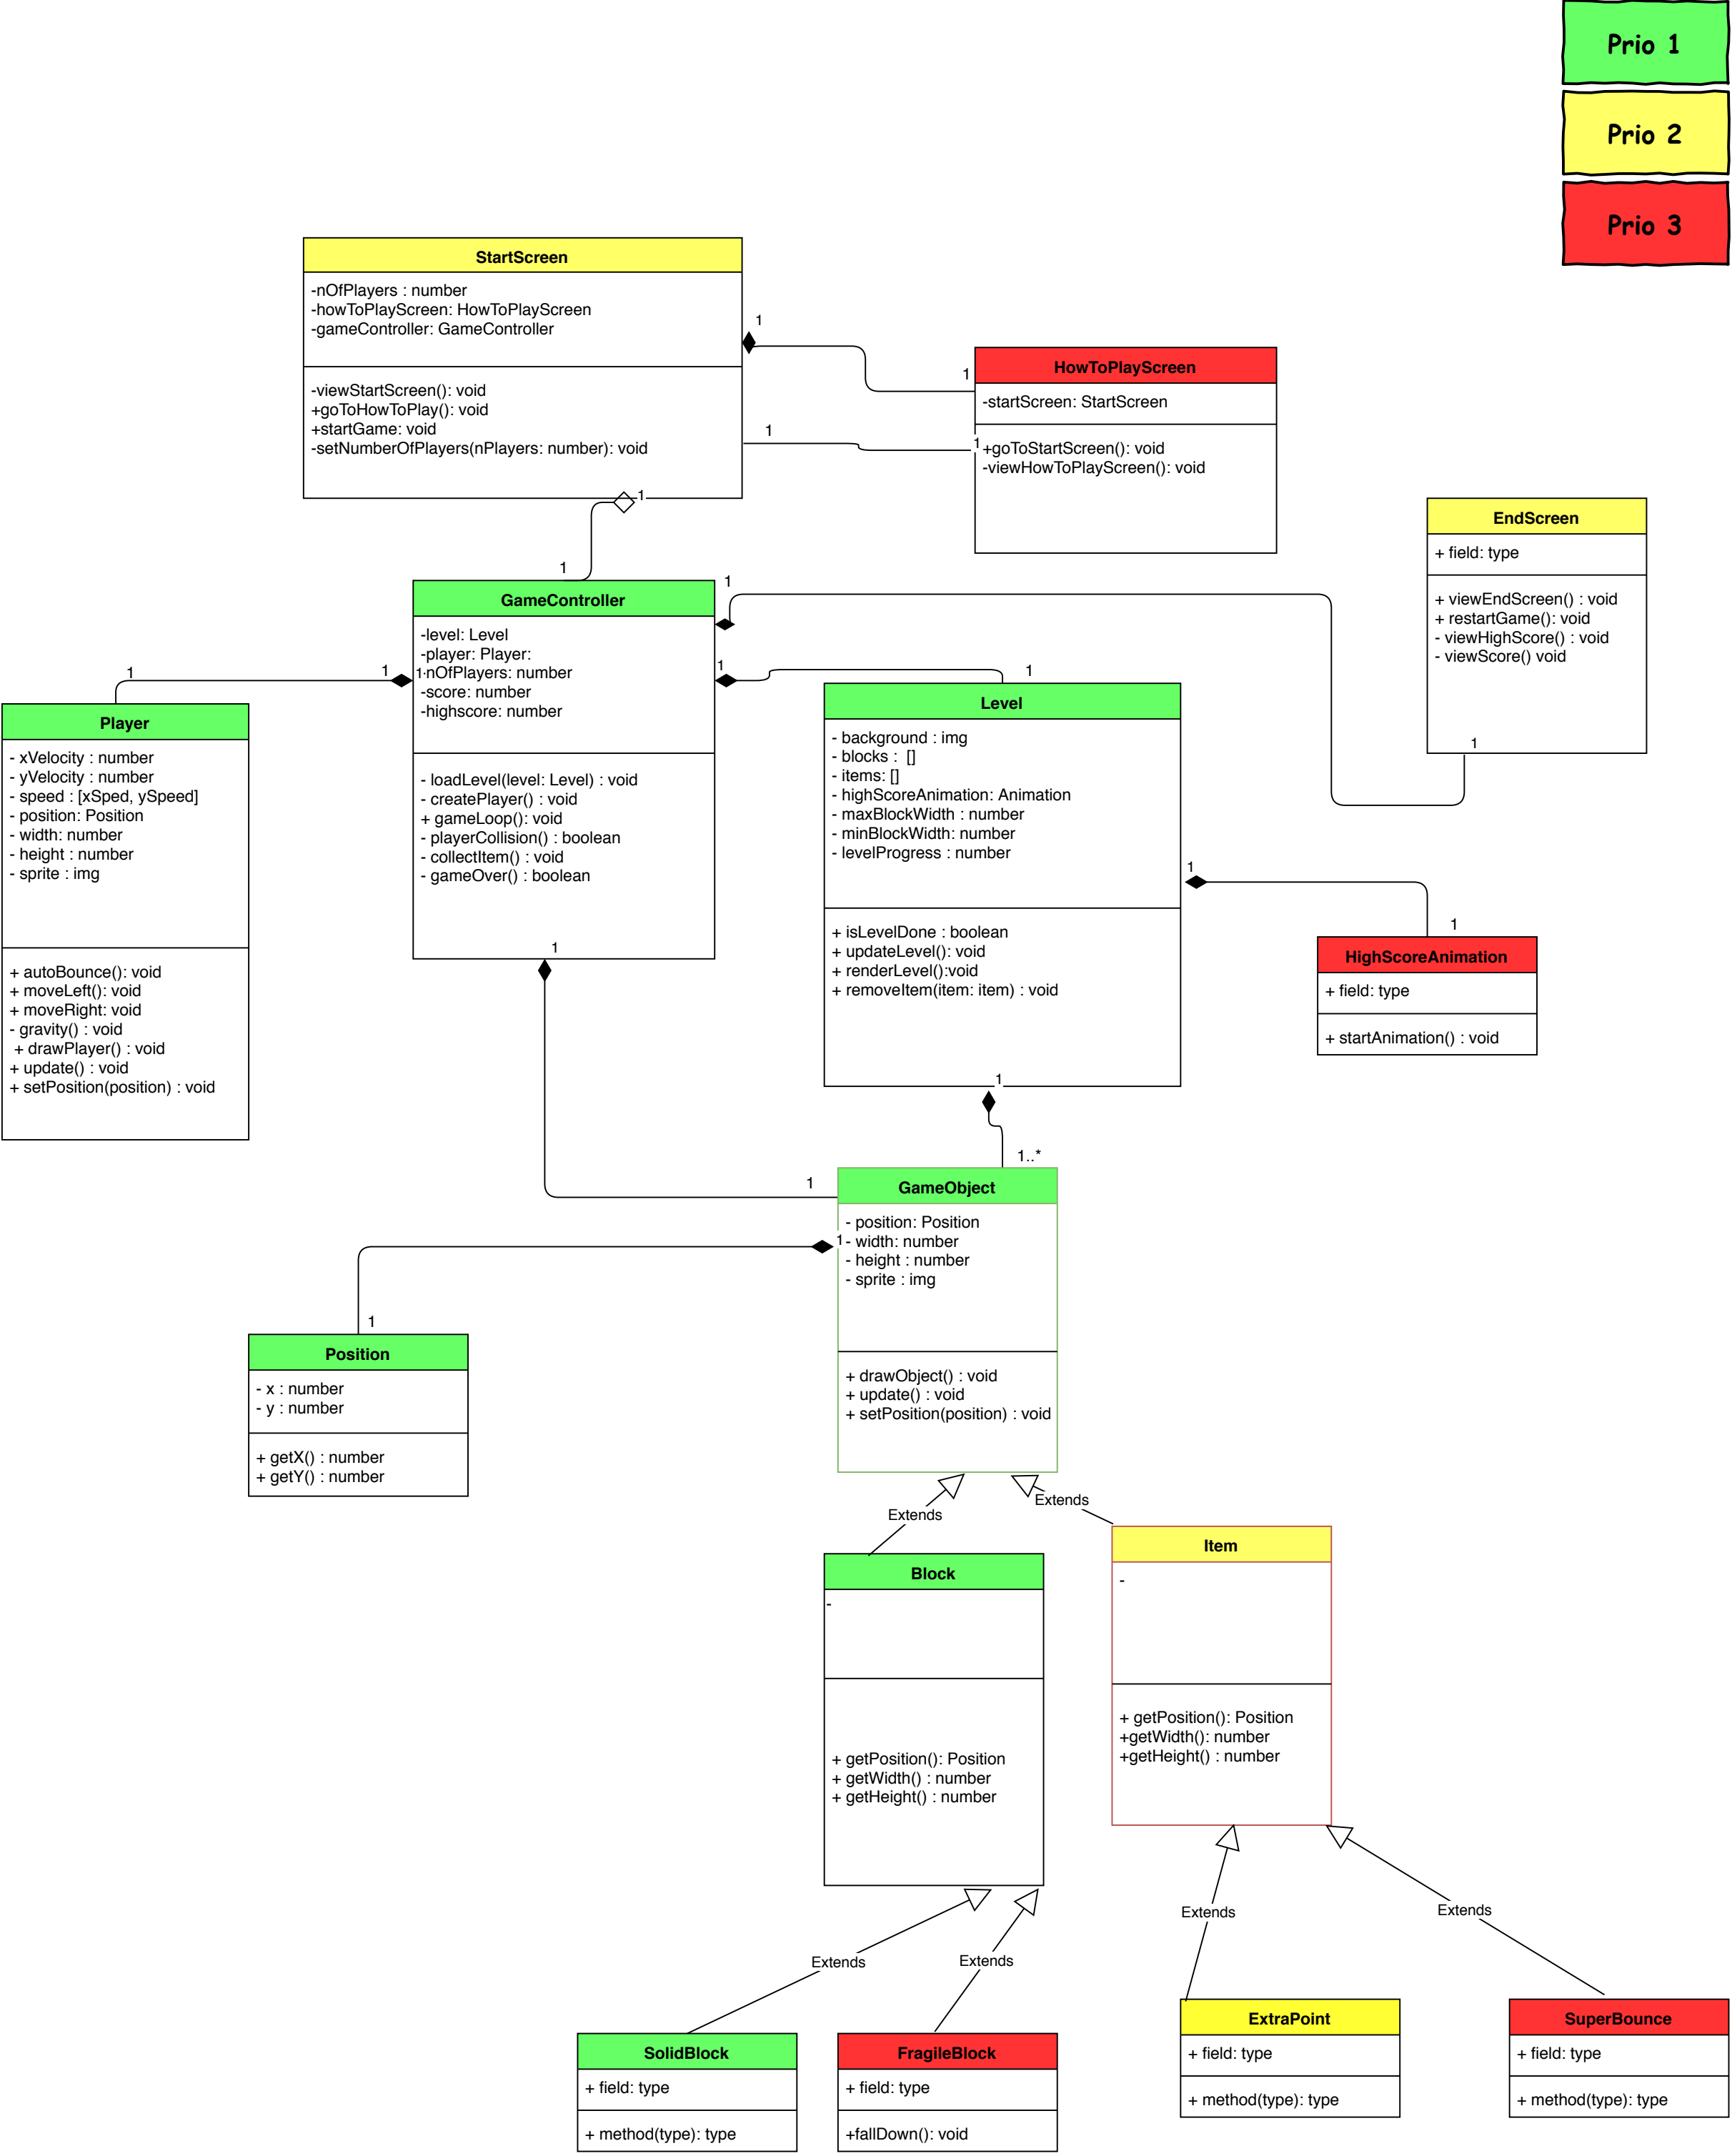 Prio 1
Prio 2
Prio 3
StartScreen
-nOfPlayers : number
-howToPlayScreen: HowToPlayScreen
-gameController: GameController
-viewStartScreen(): void
+goToHowToPlay(): void
+startGame: void
-setNumberOfPlayers(nPlayers: number): void
1
1
1
1
1
1
HowToPlayScreen
-startScreen: StartScreen
+goToStartScreen(): void
-viewHowToPlayScreen(): void
EndScreen
+ field: type
+ viewEndScreen() : void
+ restartGame(): void
- viewHighScore() : void
- viewScore() void
1
GameController
-level: Level
-player: Player:
-nOfPlayers: number
-score: number
-highscore: number
- loadLevel(level: Level) : void
- createPlayer() : void
+ gameLoop(): void
- playerCollision() : boolean
- collectItem() : void
- gameOver() : boolean
1
1
1
1
1
1
1
Player
- xVelocity : number
- yVelocity : number
- speed : [xSped, ySpeed]
- position: Position
- width: number
- height : number
- sprite : img
+ autoBounce(): void
+ moveLeft(): void
+ moveRight: void
- gravity() : void
+ drawPlayer() : void
+ update() : void
+ setPosition(position) : void
Level
- background : img
- blocks : []
- items: []
- highScoreAnimation: Animation
- maxBlockWidth : number
- minBlockWidth: number
- levelProgress : number
+ isLevelDone : boolean
+ updateLevel(): void
+ renderLevel():void
+ removeItem(item: item) : void
1
1
1
1..*
HighScoreAnimation
+ field: type
+ startAnimation() : void
1
GameObject
- position: Position
- width: number
- height : number
- sprite : img
+ drawObject() : void
+ update() : void
+ setPosition(position) : void
1
1
Position
- x : number
- y : number
+ getX() : number
+ getY() : number
Extends
Extends
Block
-
+ getPosition(): Position
+ getWidth() : number
+ getHeight() : number
Item
-
+ getPosition(): Position
+getWidth(): number
+getHeight() : number
Extends
Extends
Extends
Extends
SolidBlock
+ field: type
+ method(type): type
FragileBlock
+ field: type
+fallDown(): void
ExtraPoint
+ field: type
+ method(type): type
SuperBounce
+ field: type
+ method(type): type